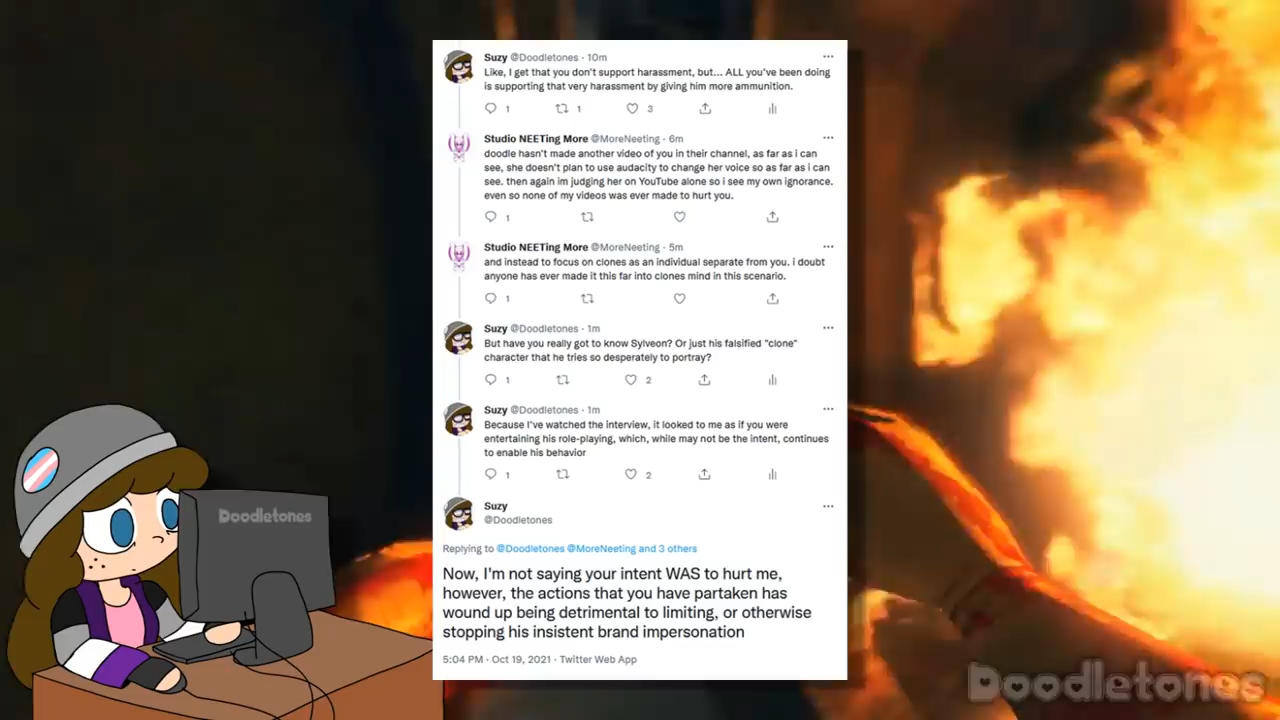 Suzy @Doodletones · 10m
Like, I get that you don't support harassment, but... ALL you've been doing
is supporting that very harassment by giving him more ammunition.
1 1 3
Studio NEETing More @MoreNeeting · 6m
doodle hasn't made another video of you in their channel, as far as i can
see, she doesn't plan to use audacity to change her voice so as far as i can
see. then again im judging her on YouTube alone so i see my own ignorance.
even so none of my videos was ever made to hurt you.
1
Studio NEETing More @MoreNeeting · 5m
and instead to focus on clones as an individual separate from you. i doubt
anyone has ever made it this far into clones mind in this scenario.
1
Suzy @Doodletones · 1m
But have you really got to know Sylveon? Or just his falsified "clone"
character that he tries so desperately to portray?
1 2
Suzy @Doodletones · 1m
Because I've watched the interview, it looked to me as if you were
entertaining his role-playing, which, while may not be the intent, continues
to enable his behavior
1 2
Suzy
@Doodletones
Replying to @Doodletones @MoreNeeting and 3 others
Now, I'm not saying your intent WAS to hurt me,
however, the actions that you have partaken has
wound up being detrimental to limiting, or otherwise
stopping his insistent brand impersonation
5:04 PM · Oct 19, 2021 · Twitter Web App
Doodletones
Doodletones